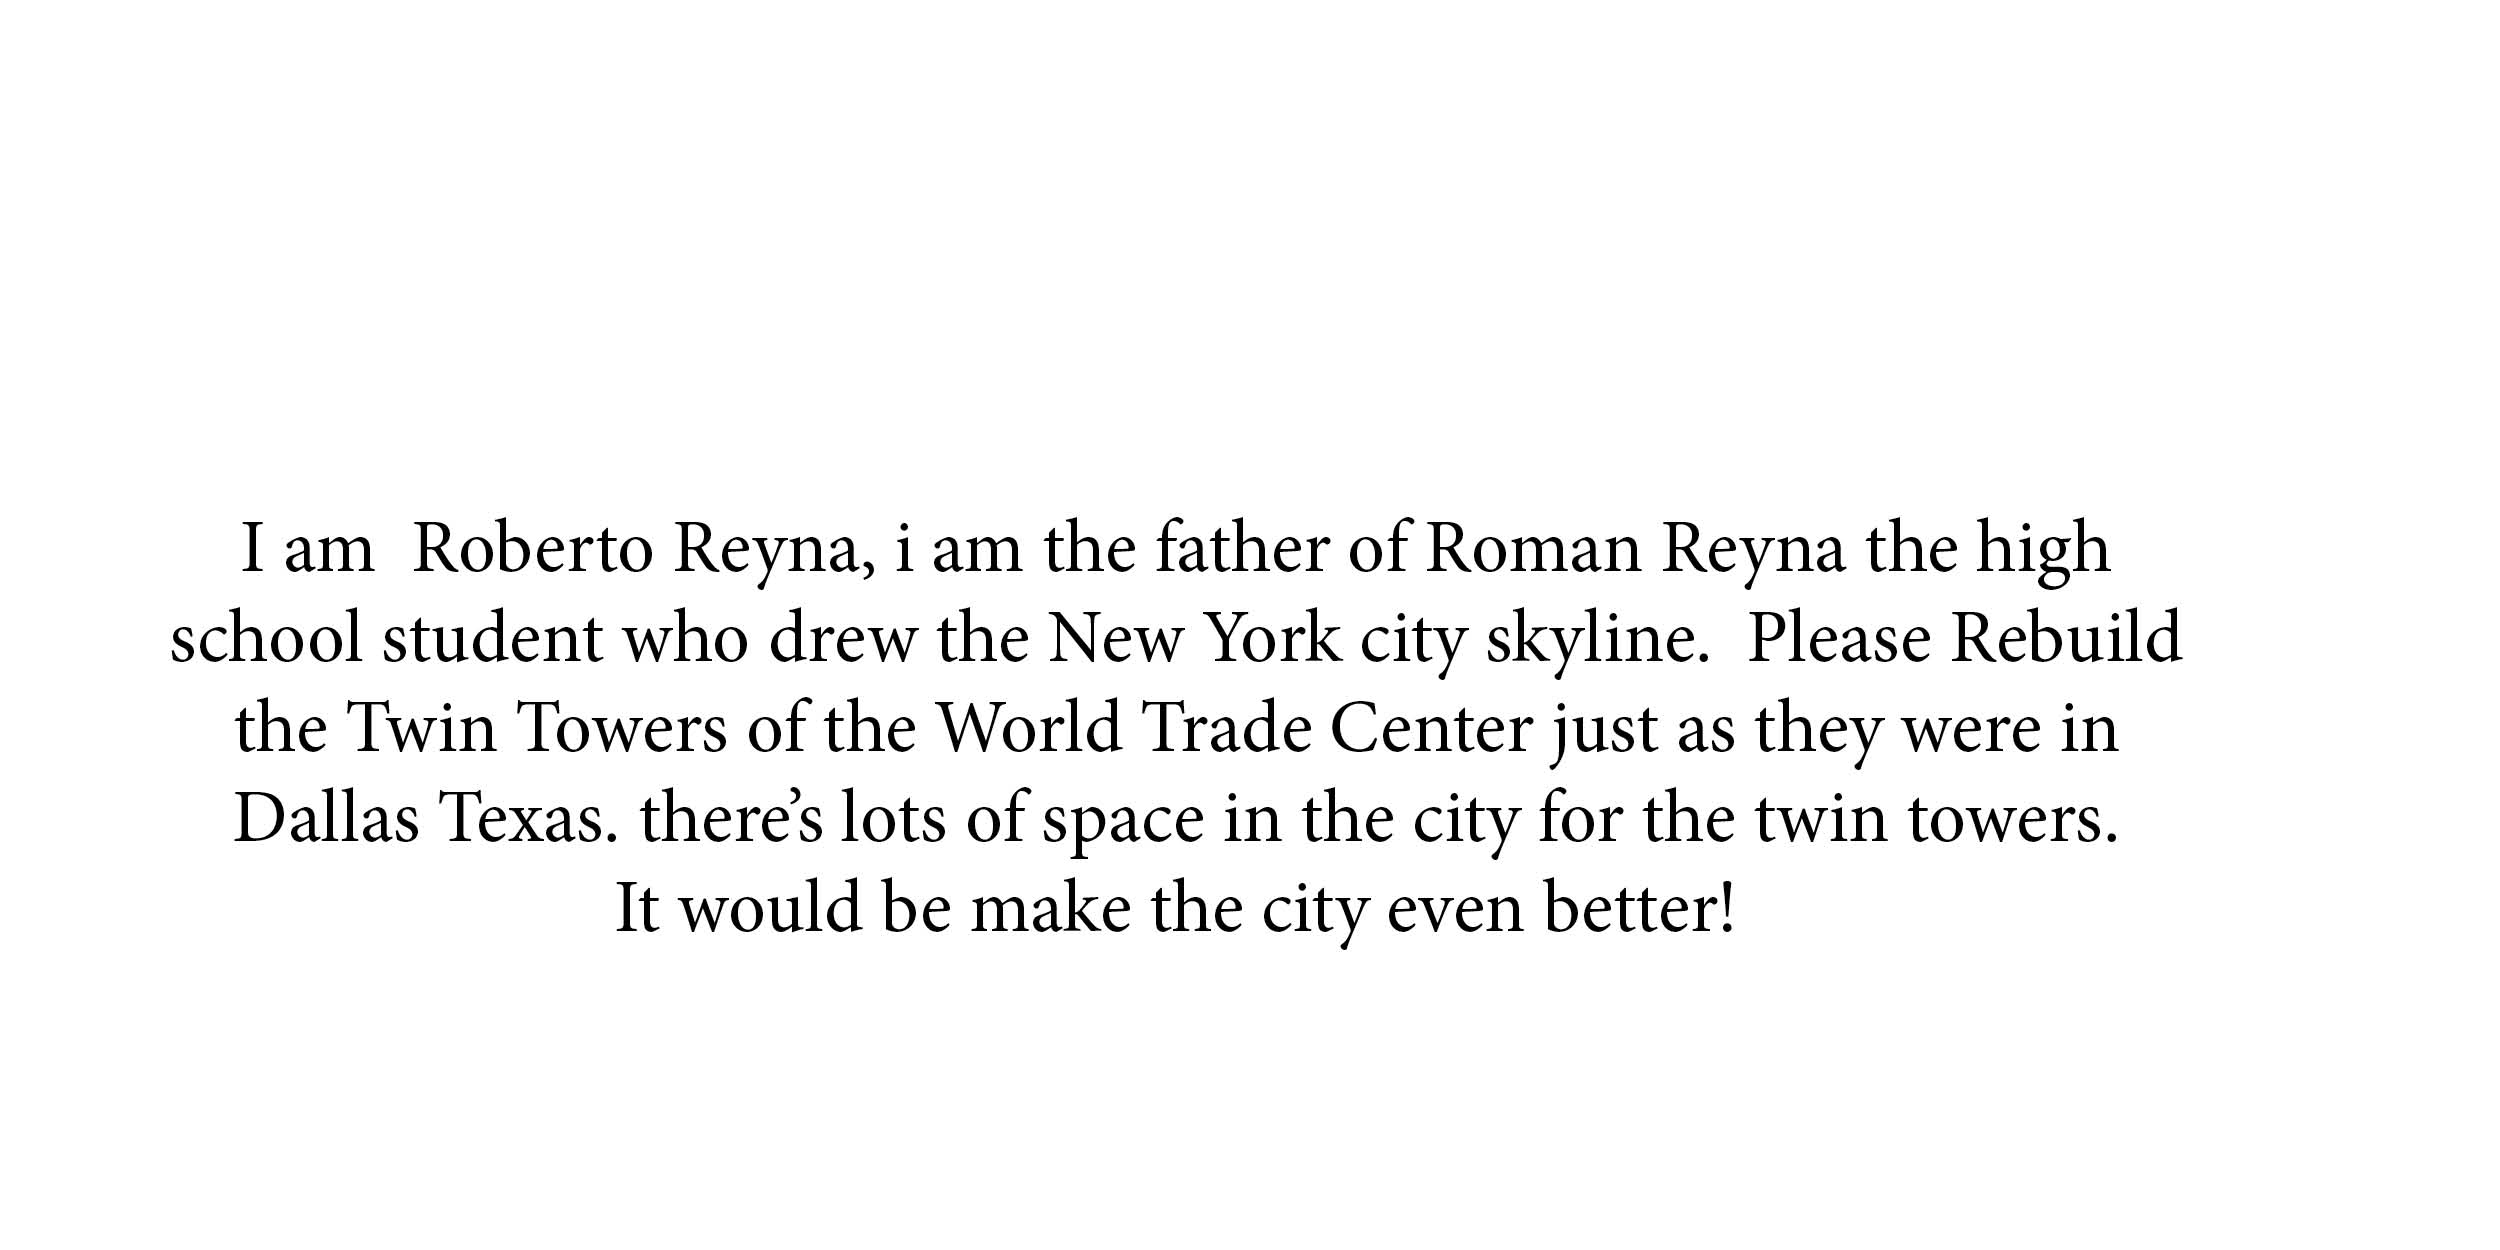 I am  Roberto Reyna, i am the father of Roman Reyna the high
school student who drew the New York city skyline.  Please Rebuild
the Twin Towers of the World Trade Center just as they were in
Dallas Texas. there’s lots of space in the city for the twin towers.
It would be make the city even better!